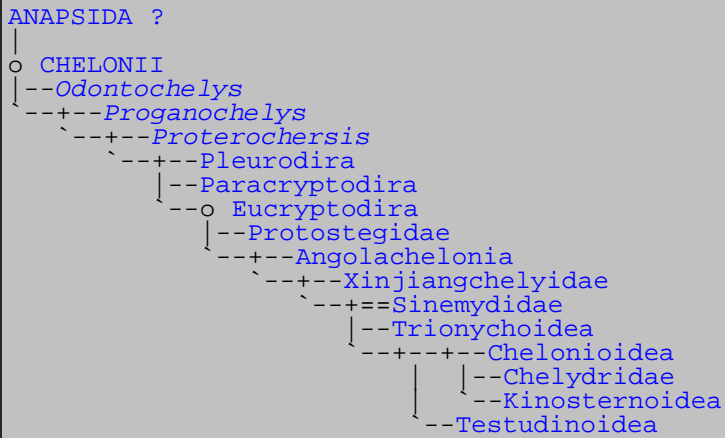 ANAPSIDA ?
|
o CHELONII
|--Odontochelys
`--+--Proganochelys
`--+--Proterochersis
`--+--Pleurodira
|--Paracryptodira
`--o Eucryptodira
|--Protostegidae
`--+--Angolachelonia
`--+--Xinjiangchelyidae
`--+==Sinemydidae
|--Trionychoidea
`--+--+--Chelonioidea
| |--Chelydridae
| `--Kinosternoidea
`--Testudinoidea